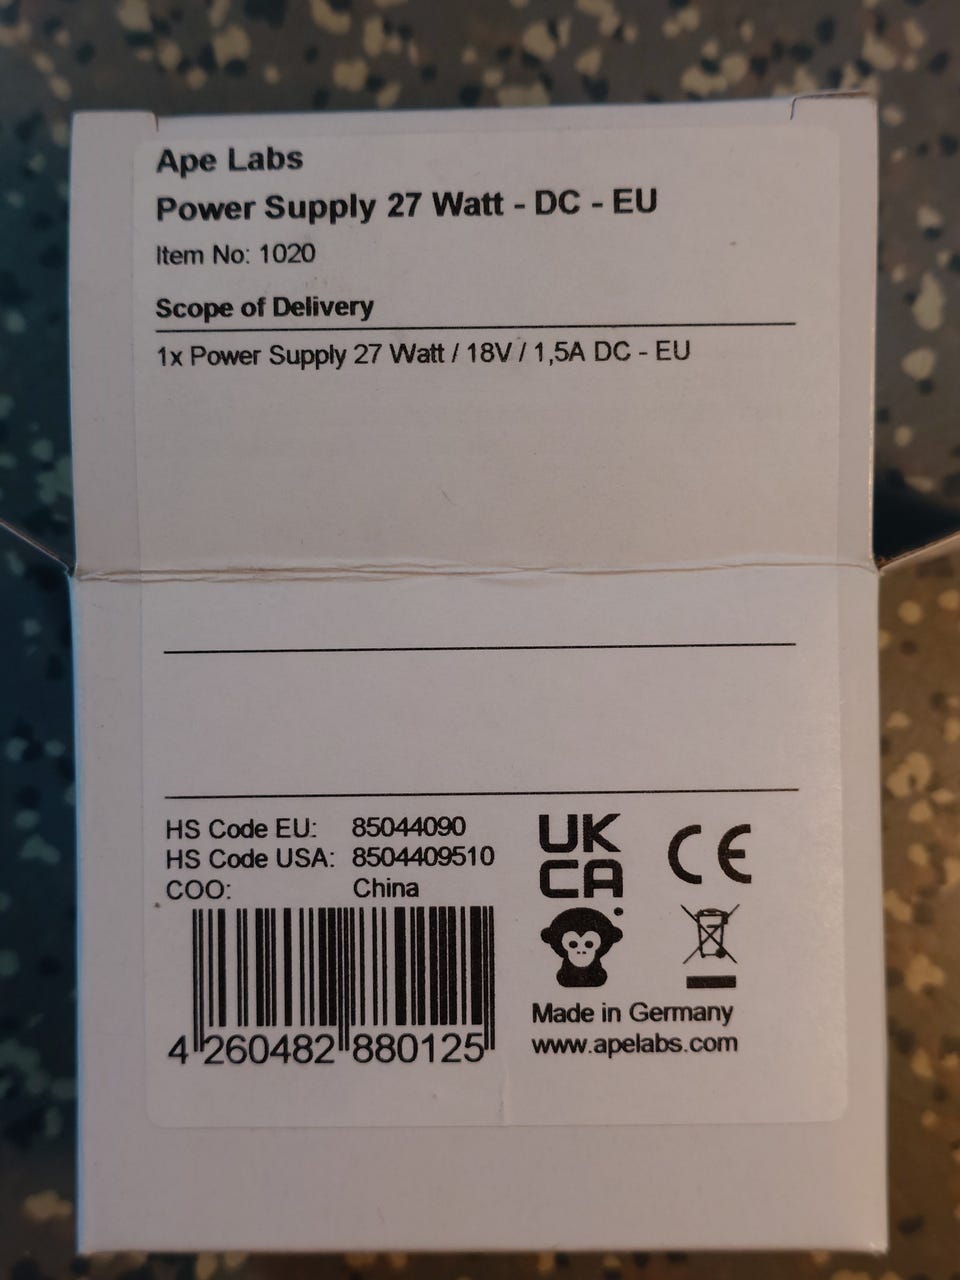 Ape Labs
Power Supply 27 Watt - DC - EU
Item No: 1020
Scope of Delivery
1x Power Supply 27 Watt / 18V / 1,5A DC - EU
HS Code EU: 85044090
HS Code USA: 8504409510
COO: China
UK
CA
CE
4 260482 880125
Made in Germany
www.apelabs.com